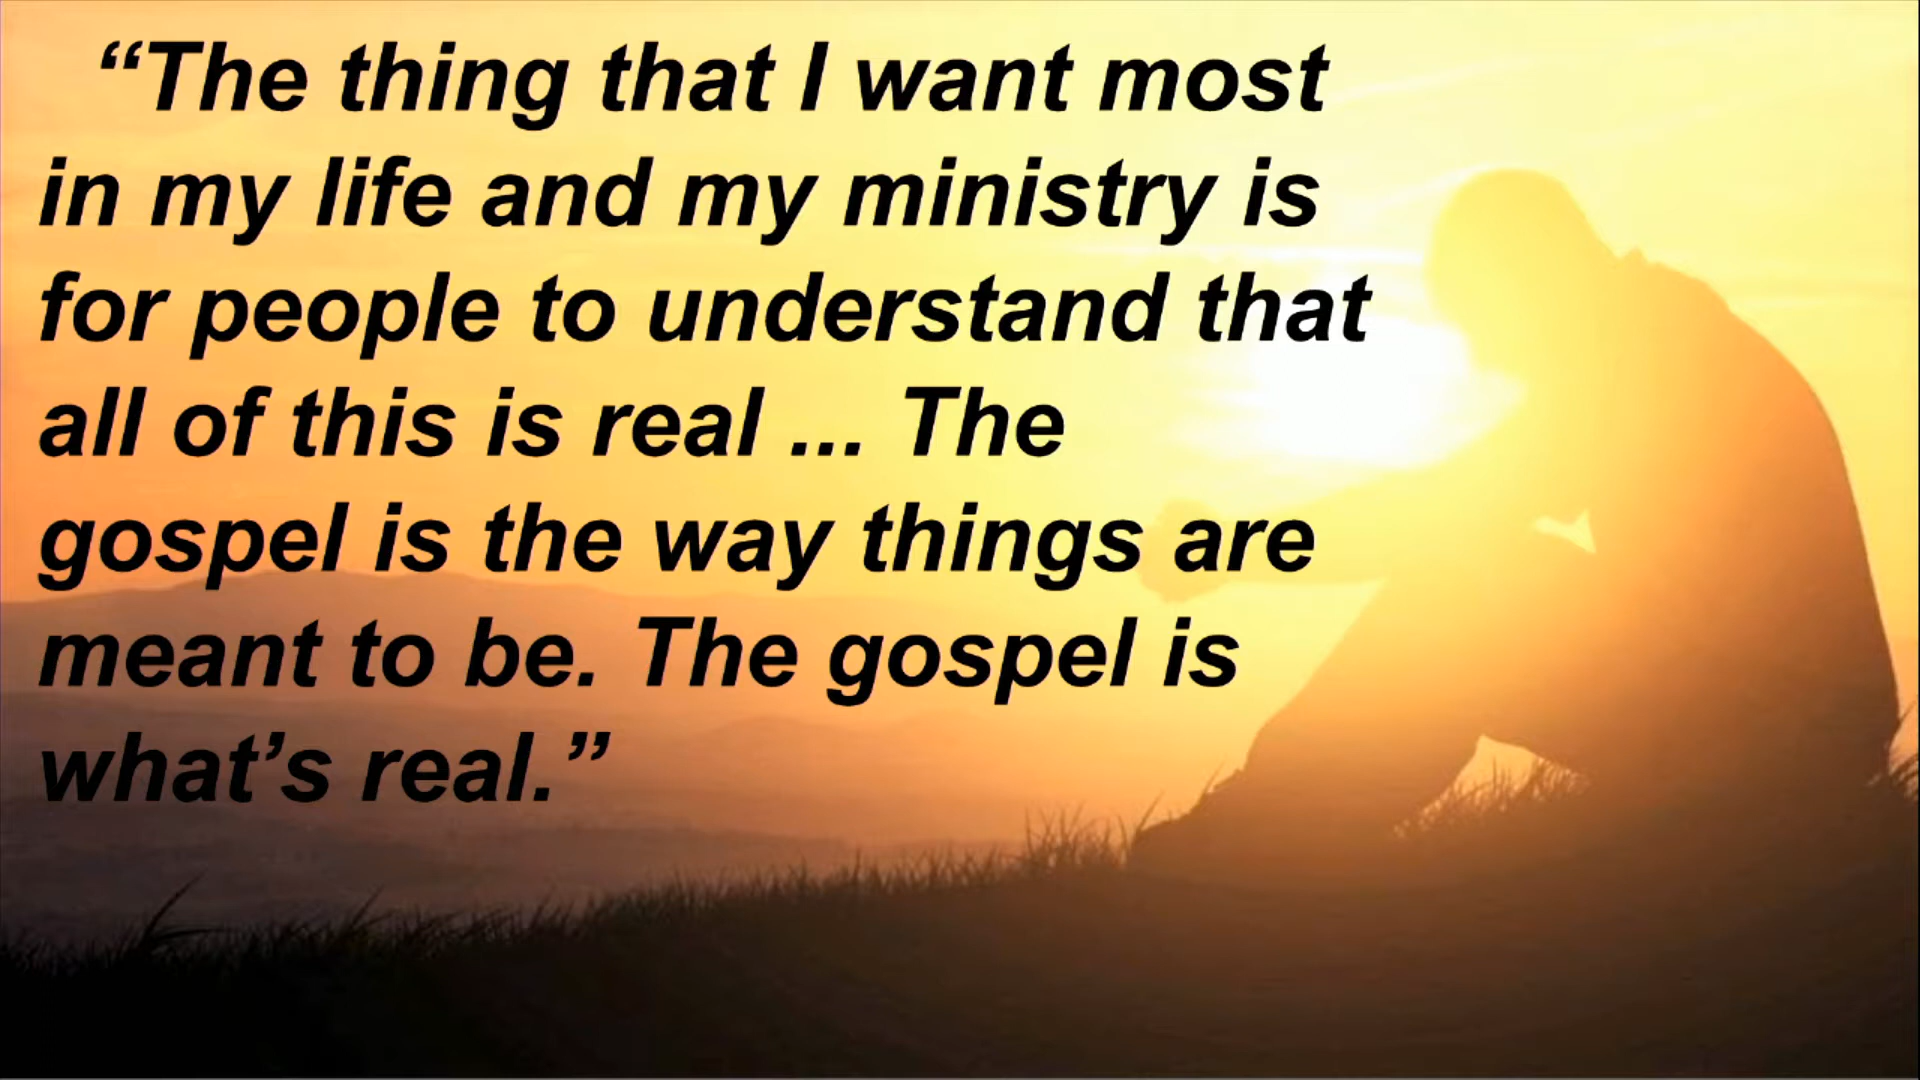 “The thing that I want most
in my life and my ministry is
for people to understand that
all of this is real ... The
gospel is the way things are
meant to be. The gospel is
what’s real.”